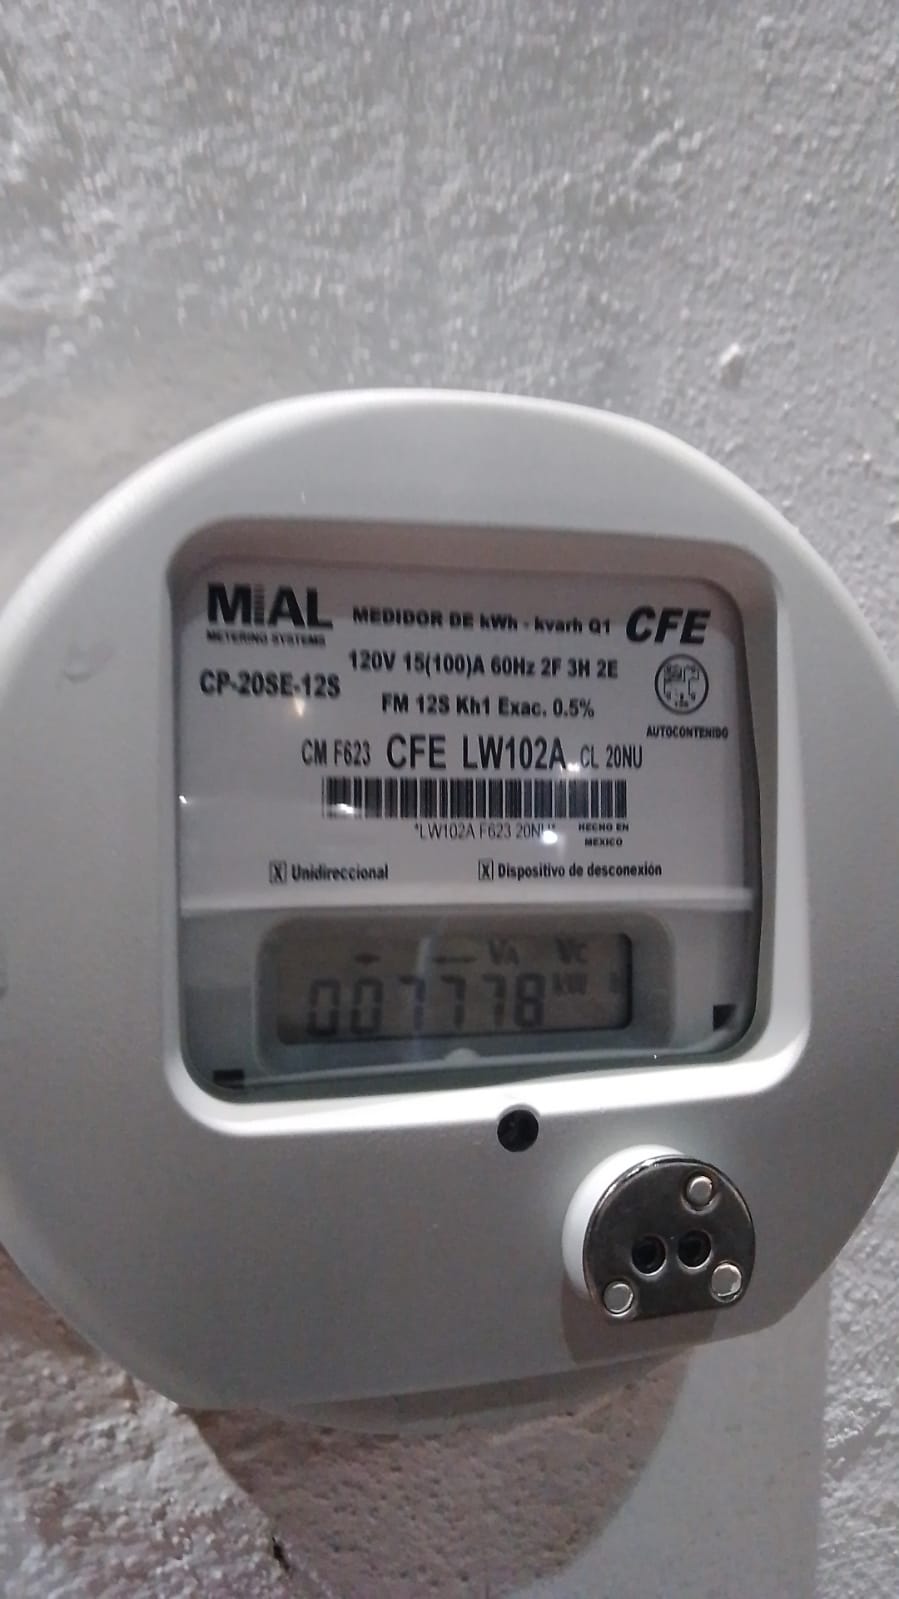 MiAL
METERING SYSTEMS
MEDIDOR DE kWh - kvarh Q1
CFE
120V 15(100)A 60Hz 2F 3H 2E
CP-20SE-12S
FM 12S Kh1 Exac. 0.5%
AUTOCONTENIDO
CM F623 CFE LW102A CL 20NU
*LW102A F623 20NU*
HECHO EN
MEXICO
X Unidireccional
X Dispositivo de desconexión
VA VC
007778 kW h